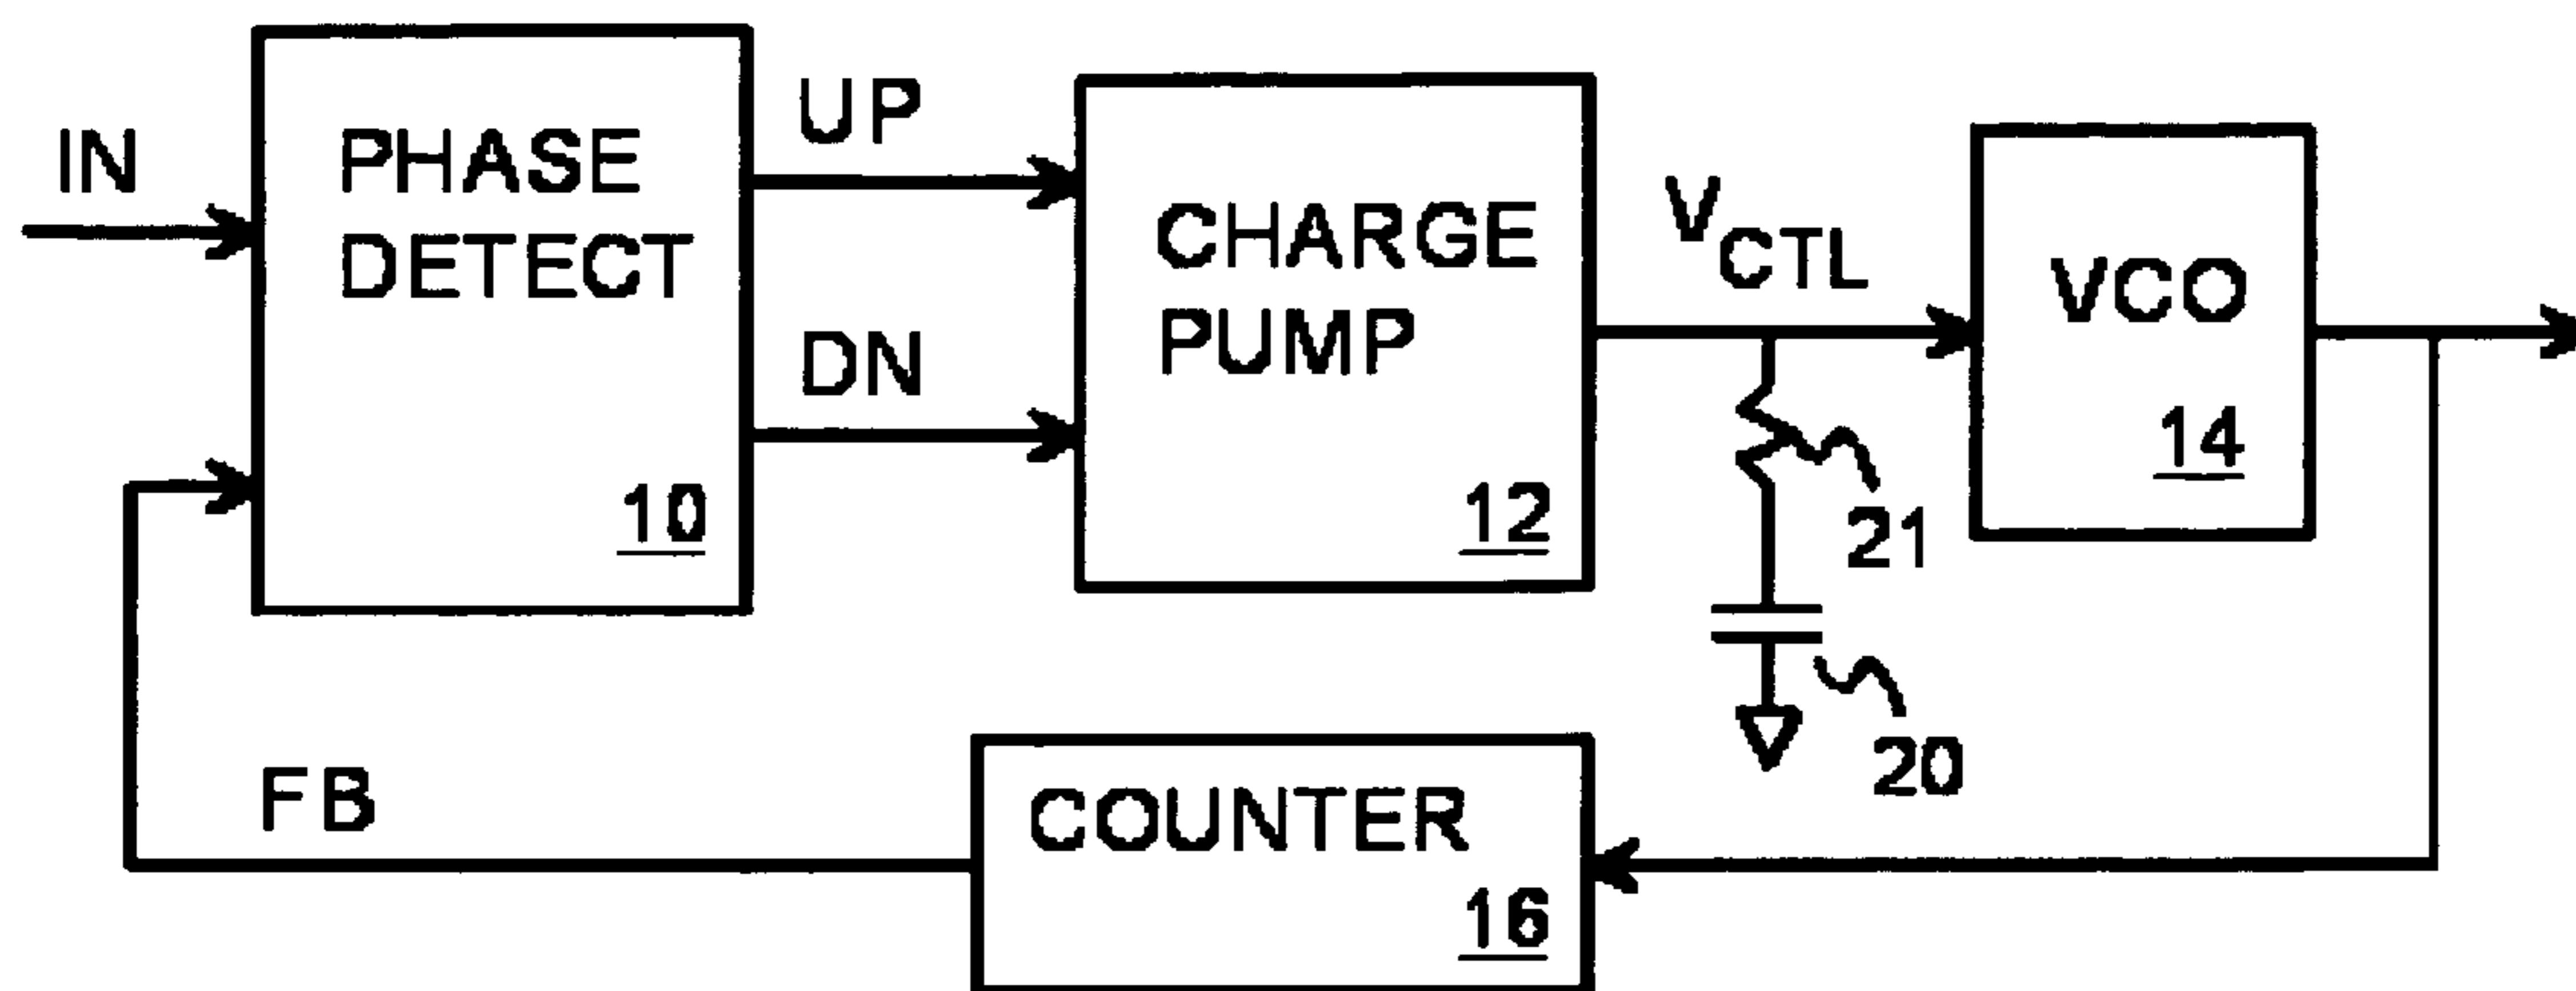 IN
PHASE
DETECT
10
UP
DN
CHARGE
PUMP
12
VCTL
VCO
14
21
20
FB
COUNTER
16